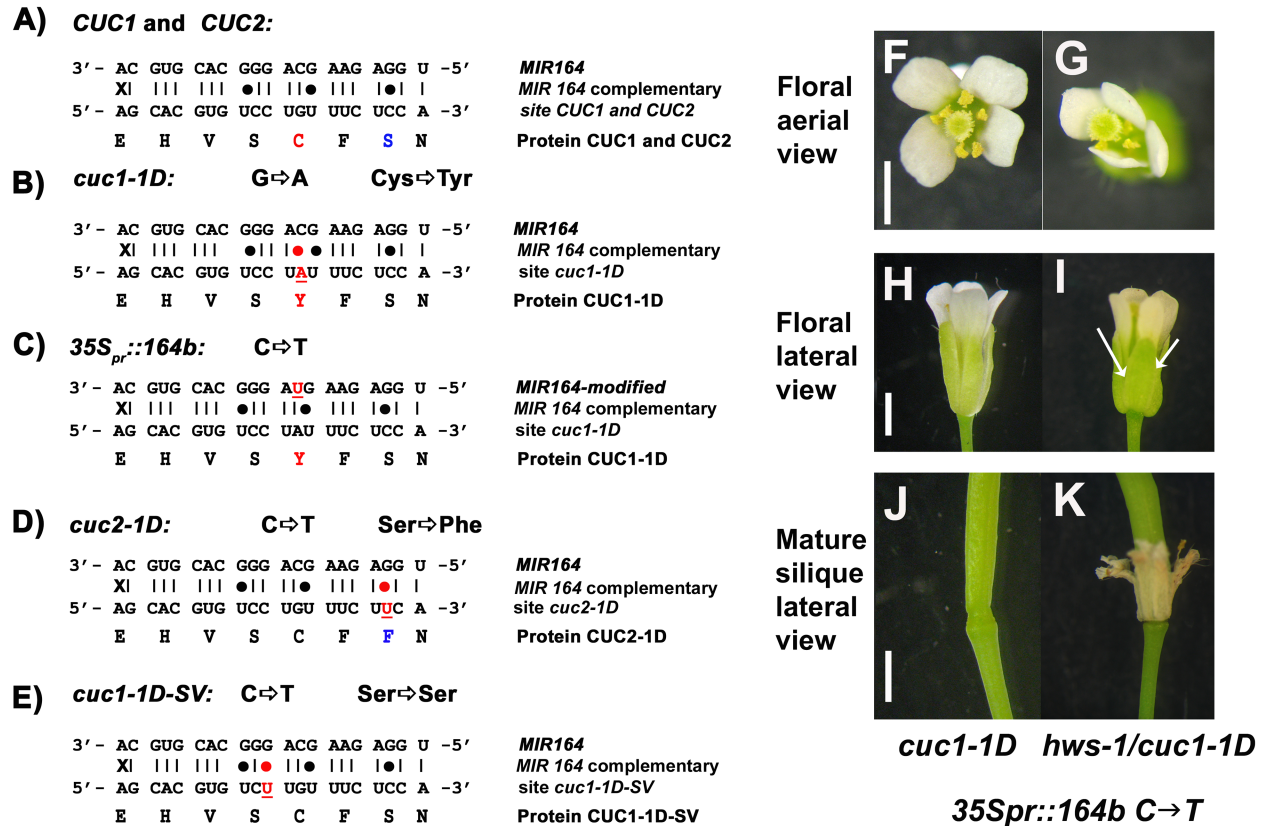 A) CUC1 and CUC2:
3′- AC GUG CAC GGG ACG AAG AGG U -5′ MIR164
X| ||| ||| ●|| ||● ||| ●| | MIR 164 complementary
5′- AG CAC GUG UCC UGU UUC UCC A -3′ site CUC1 and CUC2
E H V S C F S N Protein CUC1 and CUC2
B) cuc1-1D: G⇨A Cys⇨Tyr
3′- AC GUG CAC GGG ACG AAG AGG U -5′ MIR164
X| ||| ||| ●|| ●● ||| ●| | MIR 164 complementary
5′- AG CAC GUG UCC UAU UUC UCC A -3′ site cuc1-1D
E H V S Y F S N Protein CUC1-1D
C) 35Spr::164b: C⇨T
3′- AC GUG CAC GGG AUG AAG AGG U -5′ MIR164-modified
X| ||| ||| ●|| ||● ||| ●| | MIR 164 complementary
5′- AG CAC GUG UCC UAU UUC UCC A -3′ site cuc1-1D
E H V S Y F S N Protein CUC1-1D
D) cuc2-1D: C⇨T Ser⇨Phe
3′- AC GUG CAC GGG ACG AAG AGG U -5′ MIR164
X| ||| ||| ●|| ||● ||| ●| | MIR 164 complementary
5′- AG CAC GUG UCC UGU UUC UUC A -3′ site cuc2-1D
E H V S C F F N Protein CUC2-1D
E) cuc1-1D-SV: C⇨T Ser⇨Ser
3′- AC GUG CAC GGG ACG AAG AGG U -5′ MIR164
X| ||| ||| ●|● ||● ||| ●| | MIR 164 complementary
5′- AG CAC GUG UCU UGU UUC UCC A -3′ site cuc1-1D-SV
E H V S C F S N Protein CUC1-1D-SV
Floral
aerial
view
F G
Floral
lateral
view
H I
Mature
silique
lateral
view
J K
cuc1-1D hws-1/cuc1-1D
35Spr::164b C→T